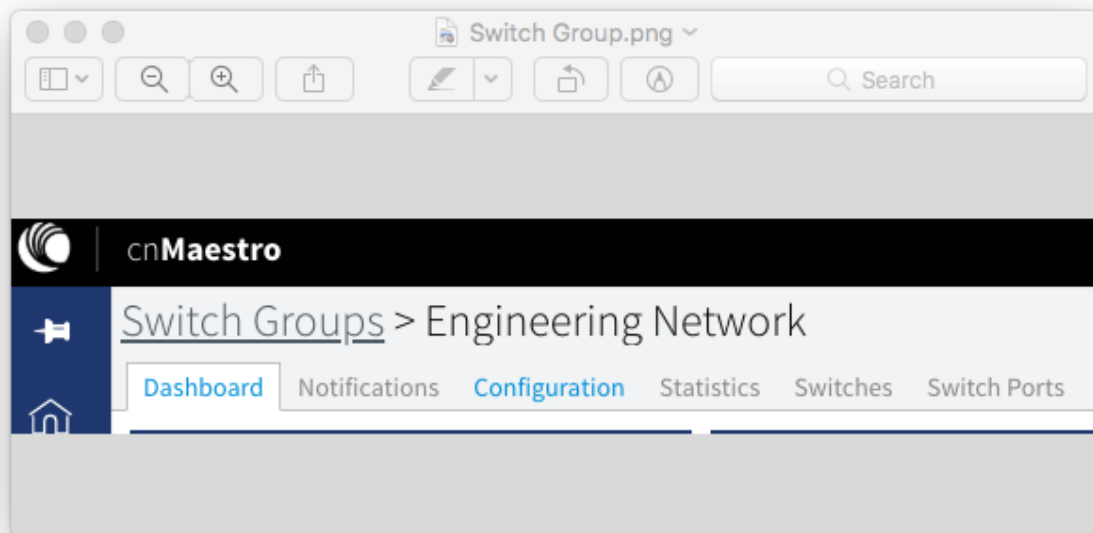 Switch Group.png
Search
cnMaestro
Switch Groups > Engineering Network
Dashboard Notifications Configuration Statistics Switches Switch Ports